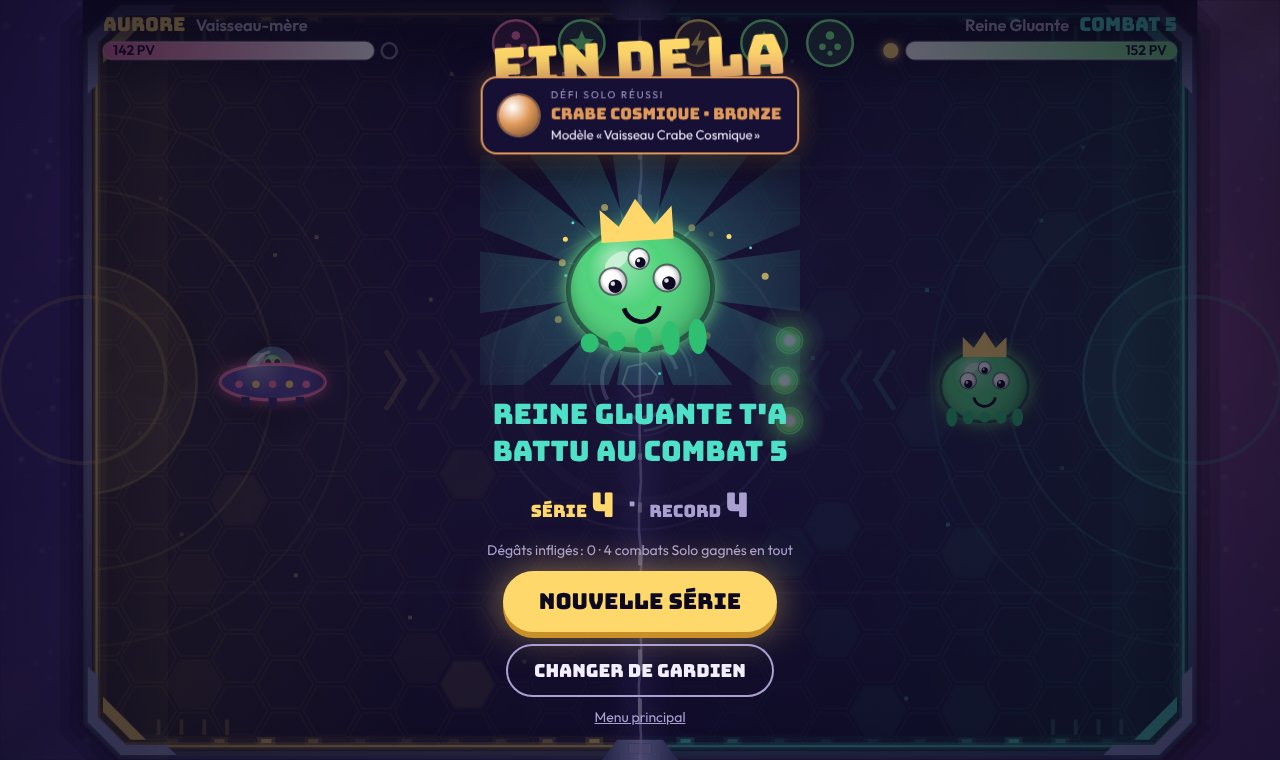 AURORE Vaisseau-mère
142 PV
Reine Gluante COMBAT 5
152 PV
FIN DE LA
DÉFI SOLO RÉUSSI
CRABE COSMIQUE · BRONZE
Modèle « Vaisseau Crabe Cosmique »
REINE GLUANTE T'A
BATTU AU COMBAT 5
SÉRIE 4 · RECORD 4
Dégâts infligés : 0 · 4 combats Solo gagnés en tout
NOUVELLE SÉRIE
CHANGER DE GARDIEN
Menu principal